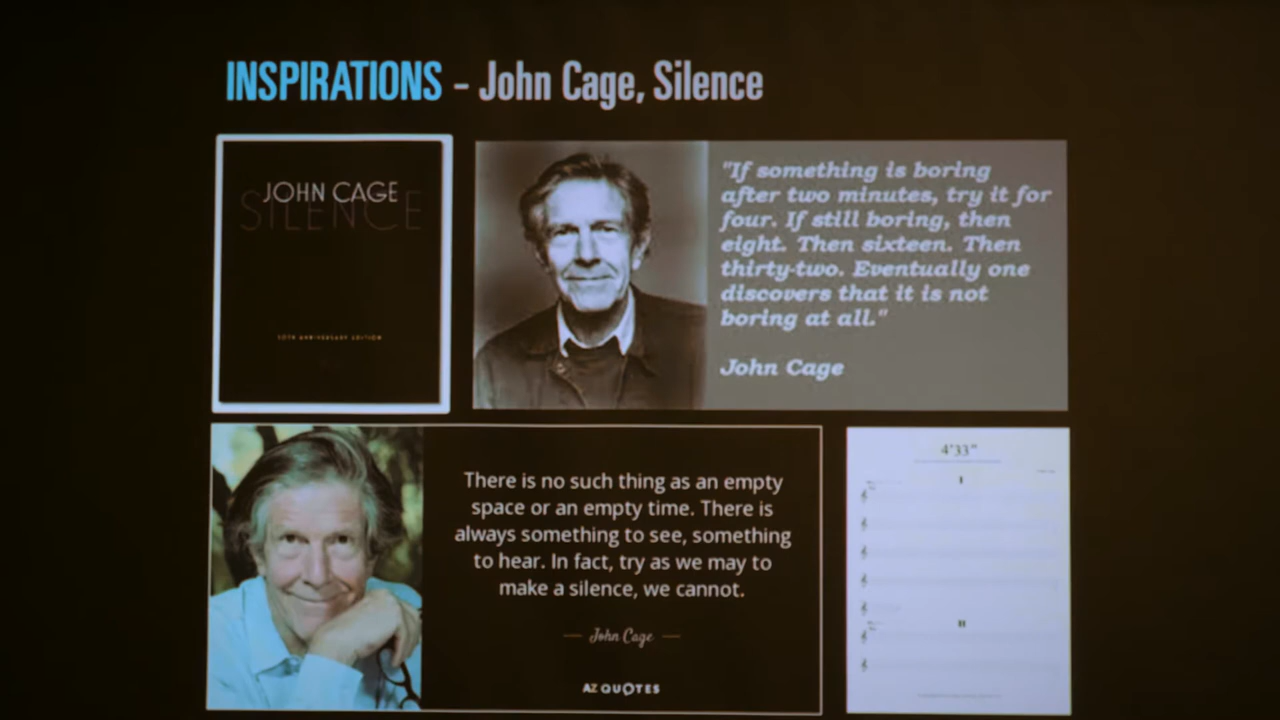 INSPIRATIONS – John Cage, Silence
JOHN CAGE
SILENCE
50TH ANNIVERSARY EDITION
"If something is boring
after two minutes, try it for
four. If still boring, then
eight. Then sixteen. Then
thirty-two. Eventually one
discovers that it is not
boring at all."
John Cage
There is no such thing as an empty
space or an empty time. There is
always something to see, something
to hear. In fact, try as we may to
make a silence, we cannot.
John Cage
AZ QUOTES
4'33"
I
II